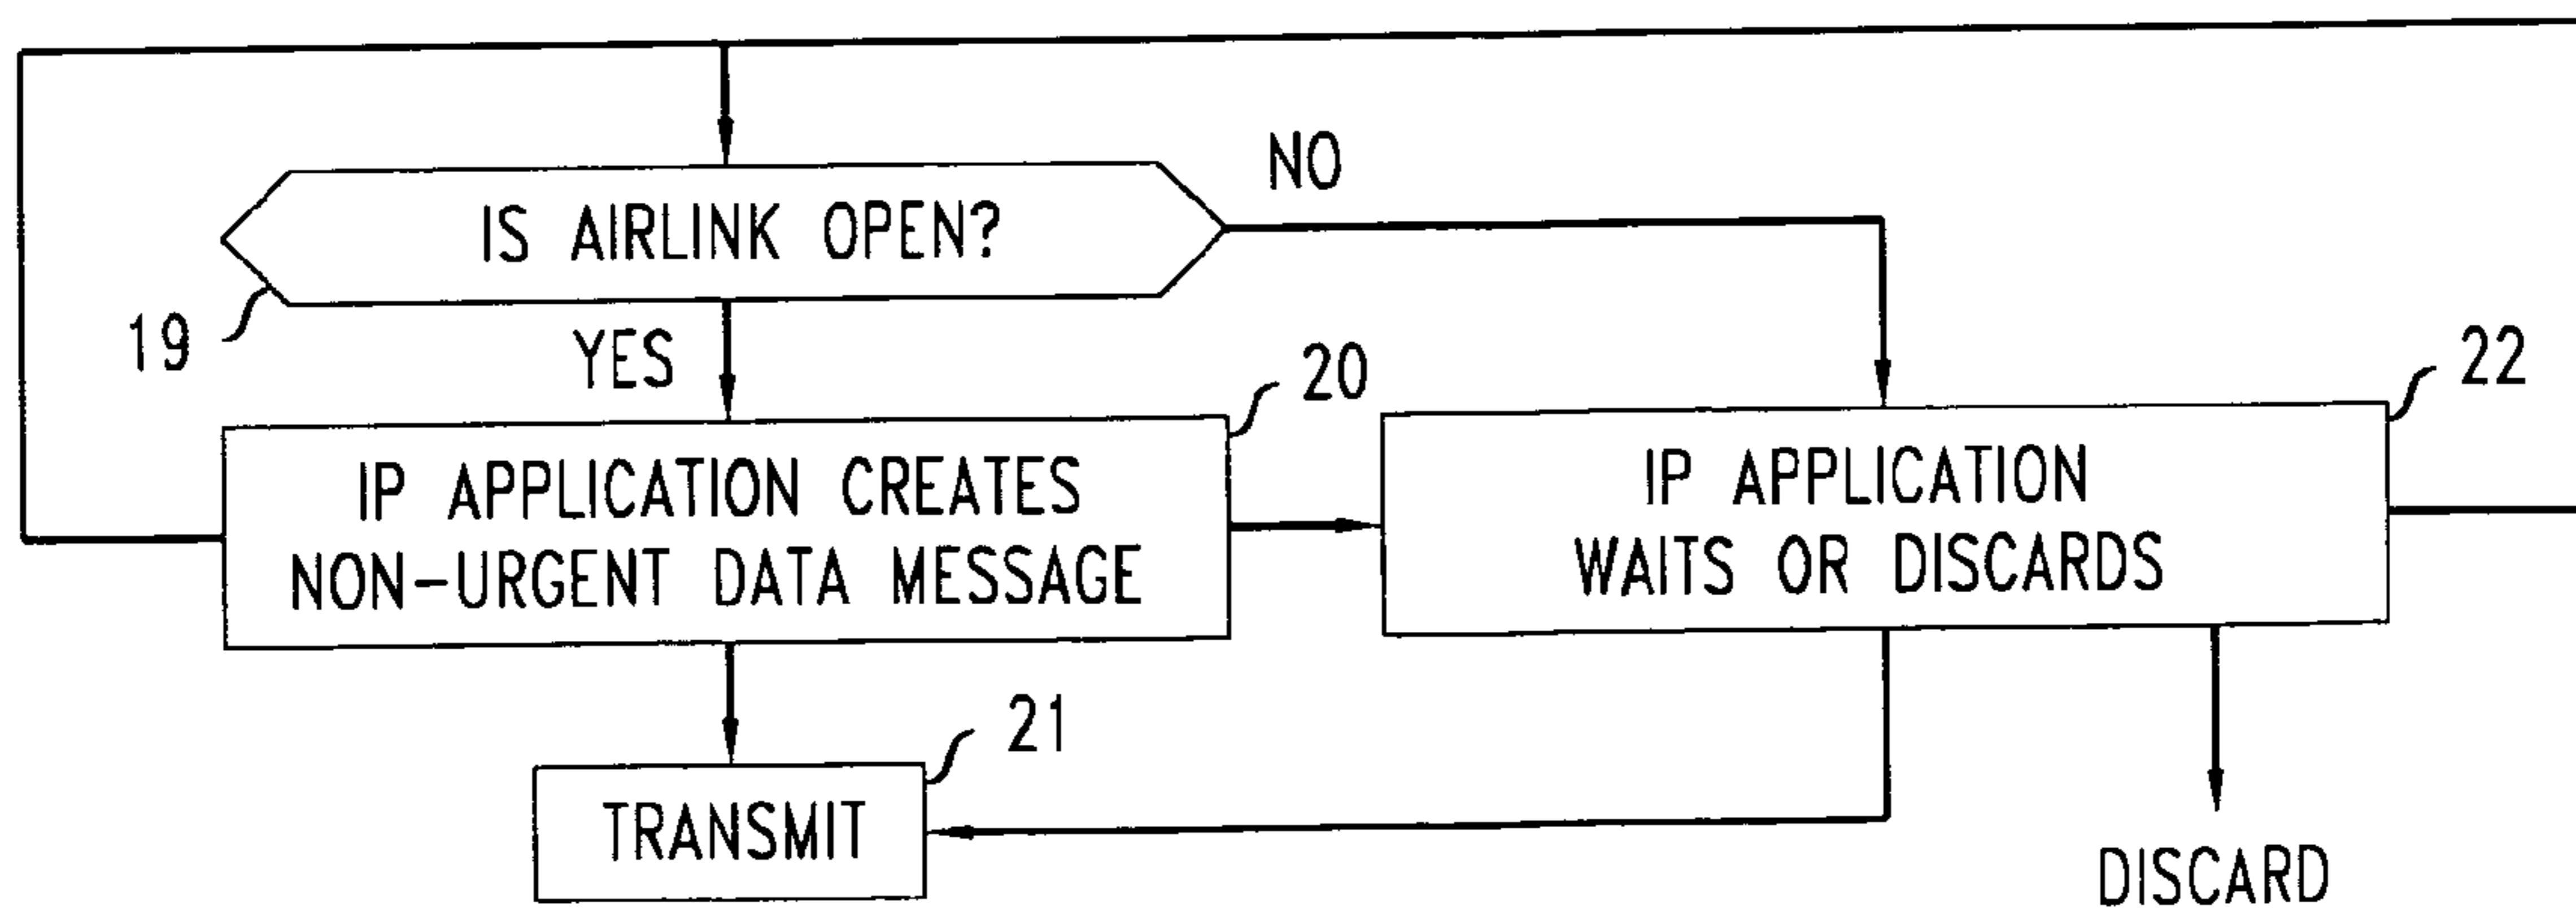 NO
IS AIRLINK OPEN?
19
YES
20
22
IP APPLICATION CREATES
NON-URGENT DATA MESSAGE
IP APPLICATION
WAITS OR DISCARDS
21
TRANSMIT
DISCARD